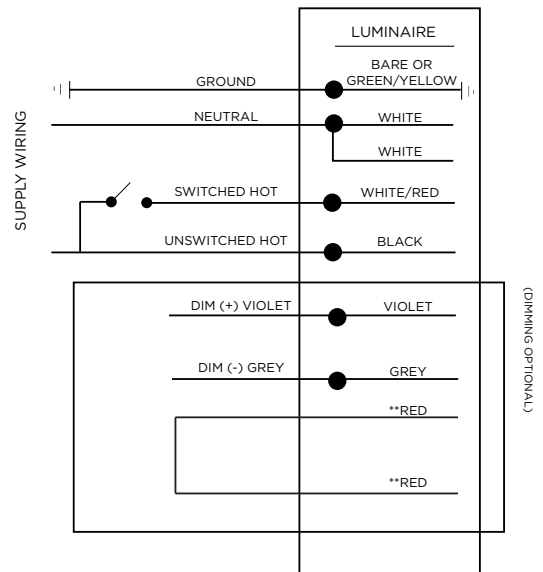 LUMINAIRE
BARE OR
GROUND
GREEN/YELLOW
NEUTRAL
WHITE
WHITE
SUPPLY WIRING
SWITCHED HOT
WHITE/RED
UNSWITCHED HOT
BLACK
DIM (+) VIOLET
VIOLET
(DIMMING OPTIONAL)
DIM (-) GREY
GREY
**RED
**RED